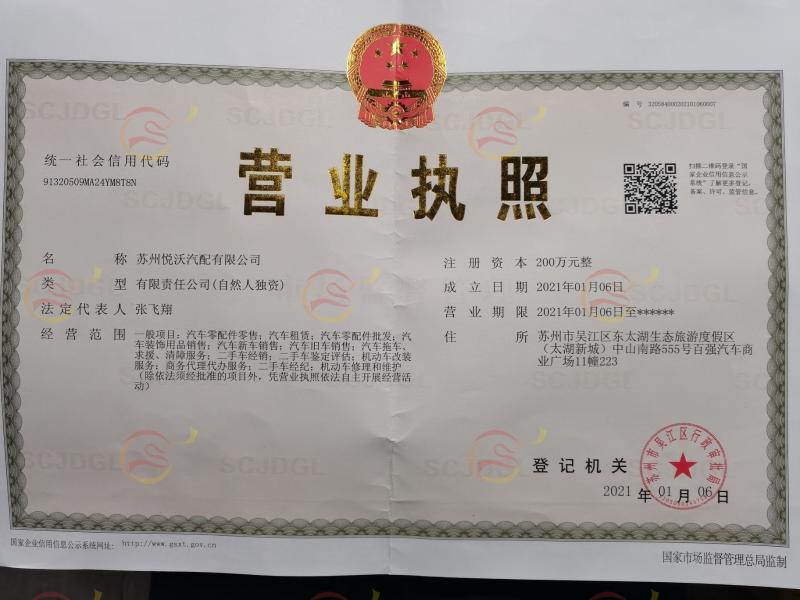 编 号 320584000202101060007
统一社会信用代码
91320509MA24YM8T8N
营业执照
扫描二维码登录“国
家企业信用信息公示
系统”了解更多登记、
备案、许可、监管信息。
名称 苏州悦沃汽配有限公司
类型 有限责任公司(自然人独资)
法定代表人 张飞翔
经营范围 一般项目：汽车零配件零售；汽车租赁；汽车零配件批发；汽
车装饰用品销售；汽车新车销售；汽车旧车销售；汽车拖车、
求援、清障服务；二手车经销；二手车鉴定评估；机动车改装
服务；商务代理代办服务；二手车经纪；机动车修理和维护
（除依法须经批准的项目外，凭营业执照依法自主开展经营活
动）
注册资本 200万元整
成立日期 2021年01月06日
营业期限 2021年01月06日至******
住所 苏州市吴江区东太湖生态旅游度假区
（太湖新城）中山南路555号百强汽车商
业广场11幢223
登记机关
苏州市吴江区行政审批局
2021 年 01 月 06 日
国家企业信用信息公示系统网址：http://www.gsxt.gov.cn
国家市场监督管理总局监制
SCJDGL